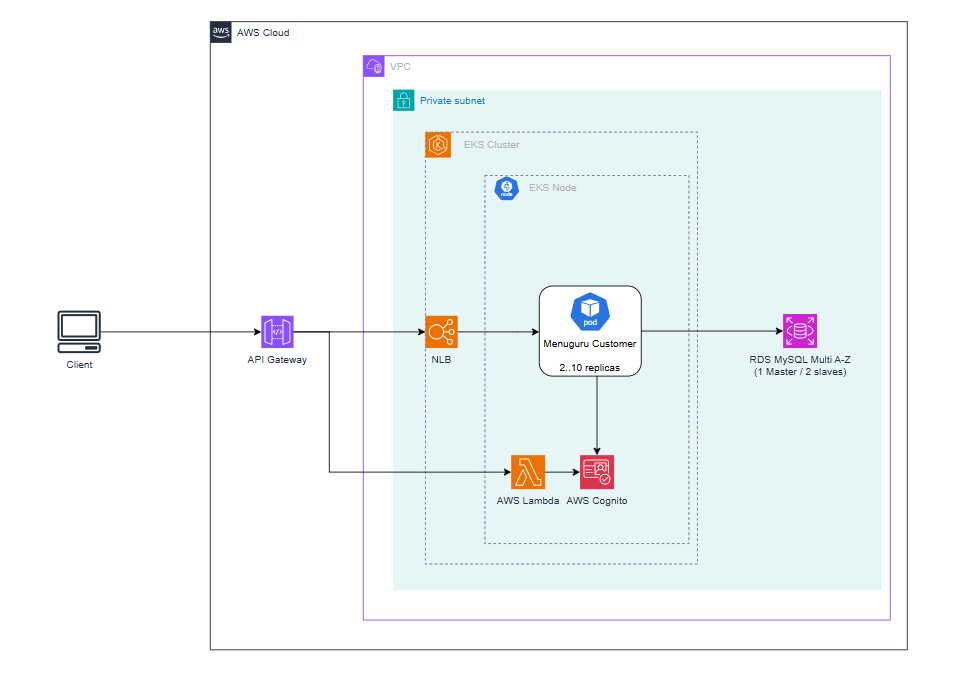 aws
AWS Cloud
VPC
Private subnet
EKS Cluster
node
EKS Node
pod
Menuguru Customer
2..10 replicas
Client
API Gateway
NLB
RDS MySQL Multi A-Z
(1 Master / 2 slaves)
AWS Lambda
AWS Cognito